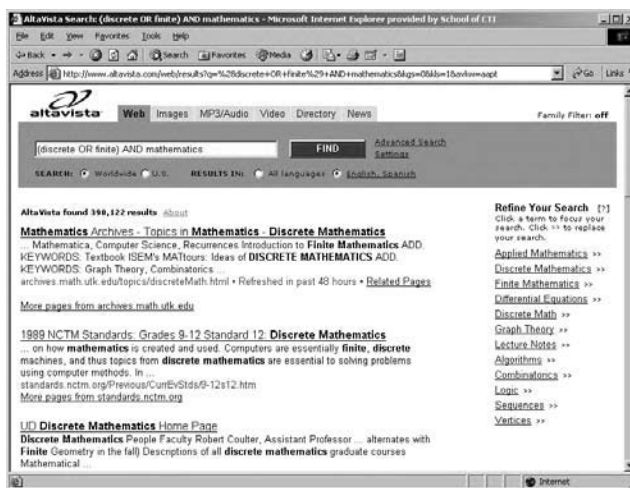 AltaVista Search: (discrete OR finite) AND mathematics - Microsoft Internet Explorer provided by School of CTI
File Edit View Favorites Tools Help
Back Search Favorites Media
Address http://www.altavista.com/web/results?q=%28discrete+OR+finite%29+AND+mathematics&kgs=0&kls=1&avkw=aapt Go Links
altavista Web Images MP3/Audio Video Directory News Family Filter: off
(discrete OR finite) AND mathematics FIND Advanced Search
Settings
SEARCH: Worldwide U.S. RESULTS IN: All languages English, Spanish
AltaVista found 390,122 results About
Mathematics Archives - Topics in Mathematics - Discrete Mathematics
... Mathematica, Computer Science, Recurrences Introduction to Finite Mathematics ADD.
KEYWORDS: Textbook ISEM's MATtours: Ideas of DISCRETE MATHEMATICS ADD.
KEYWORDS: Graph Theory, Combinatorics ...
archives.math.utk.edu/topics/discreteMath.html • Refreshed in past 48 hours • Related Pages
More pages from archives.math.utk.edu
1989 NCTM Standards: Grades 9-12 Standard 12: Discrete Mathematics
... on how mathematics is created and used. Computers are essentially finite, discrete
machines, and thus topics from discrete mathematics are essential to solving problems
using computer methods. In ...
standards.nctm.org/Previous/CurrEvStds/9-12s12.htm
More pages from standards.nctm.org
UD Discrete Mathematics Home Page
Discrete Mathematics People Faculty Robert Coulter, Assistant Professor ... alternates with
Finite Geometry in the fall) Descriptions of all discrete mathematics graduate courses
Mathematical ...
Refine Your Search [?]
Click a term to focus your
search. Click >> to replace
your search.
Applied Mathematics >>
Discrete Mathematics >>
Finite Mathematics >>
Differential Equations >>
Discrete Math >>
Graph Theory >>
Lecture Notes >>
Algorithms >>
Combinatorics >>
Logic >>
Sequences >>
Vertices >>
Internet